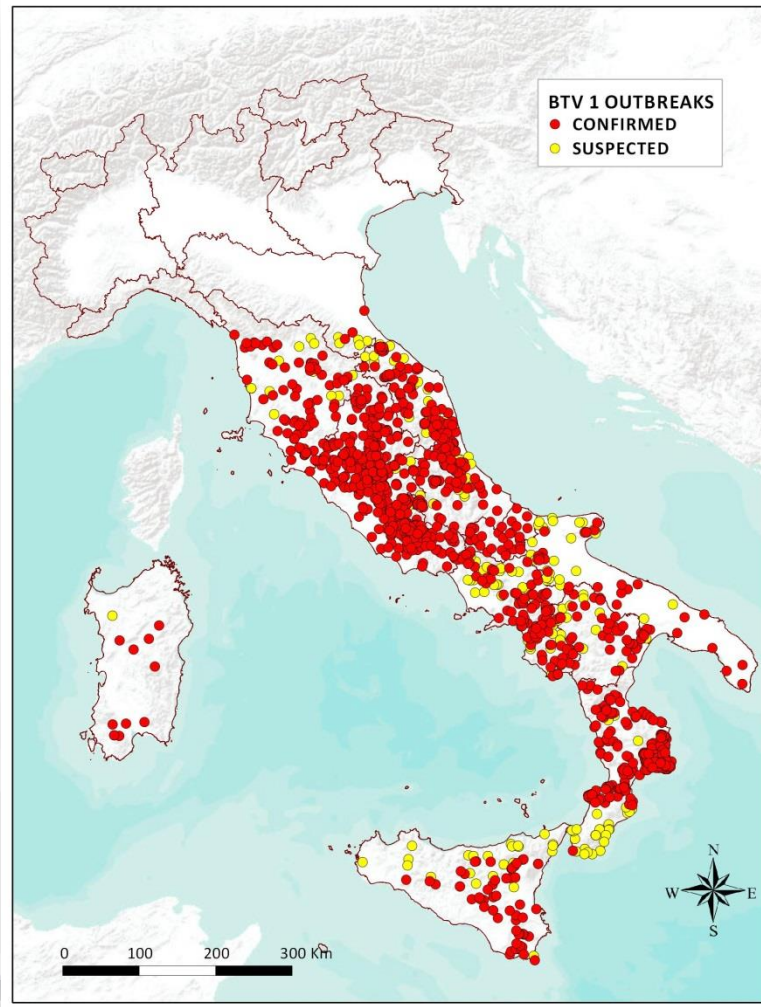 BTV 1 OUTBREAKS
CONFIRMED
SUSPECTED
N
W E
S
0 100 200 300 Km